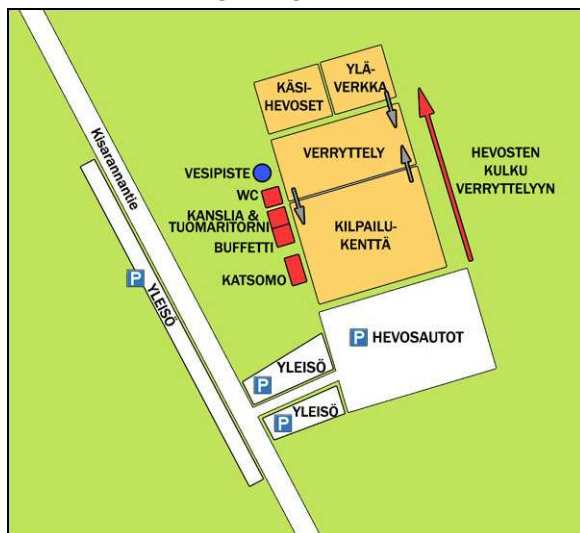 YLÄ-
VERKKA
KÄSI-
HEVOSET
Kisarannantie
VERRYTTELY
HEVOSTEN
KULKU
VERRYTTELYYN
VESIPISTE
WC
KANSLIA &
TUOMARITORNI
BUFFETTI
KILPAILU-
KENTTÄ
KATSOMO
P YLEISÖ
P HEVOSAUTOT
P YLEISÖ
P YLEISÖ